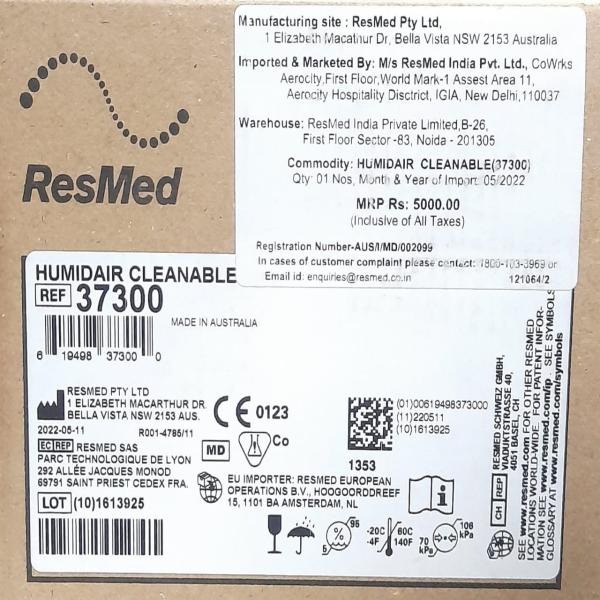 Manufacturing site : ResMed Pty Ltd,
1 Elizabeth Macathur Dr, Bella Vista NSW 2153 Australia
Imported & Marketed By: M/s ResMed India Pvt. Ltd., CoWrks
Aerocity,First Floor,World Mark-1 Assest Area 11,
Aerocity Hospitality Disctrict, IGIA, New Delhi,110037
Warehouse: ResMed India Private Limited,B-26,
First Floor Sector -83, Noida - 201305
Commodity: HUMIDAIR CLEANABLE(37300)
Qty: 01 Nos, Month & Year of Import: 05/2022
MRP Rs: 5000.00
(Inclusive of All Taxes)
Registration Number-AUS/I/MD/002099
In cases of customer complaint please contact: 1800-103-3969 or
Email id: enquiries@resmed.co.in
121064/2
ResMed
HUMIDAIR CLEANABLE
REF 37300
MADE IN AUSTRALIA
6 19498 37300 0
RESMED PTY LTD
1 ELIZABETH MACARTHUR DR.
BELLA VISTA NSW 2153 AUS.
2022-05-11
R001-4785/11
CE 0123
EC REP RESMED SAS
PARC TECHNOLOGIQUE DE LYON
292 ALLÉE JACQUES MONOD
69791 SAINT PRIEST CEDEX FRA.
MD
Co
LOT (10)1613925
(01)00619498373000
(11)220511
(10)1613925
1353
EU IMPORTER: RESMED EUROPEAN
OPERATIONS B.V., HOOGOORDDREEF
15, 1101 BA AMSTERDAM, NL
5 % 95
-20C 60C
-4F 140F
70 kPa 106 kPa
CH REP
RESMED SCHWEIZ GMBH,
VIADUKTSTRASSE 40,
4051 BASEL, CH
SEE www.resmed.com FOR OTHER RESMED
LOCATIONS WORLD-WIDE. FOR PATENT INFOR-
MATION SEE www.resmed.com/ip. SEE SYMBOLS
GLOSSARY AT www.resmed.com/symbols